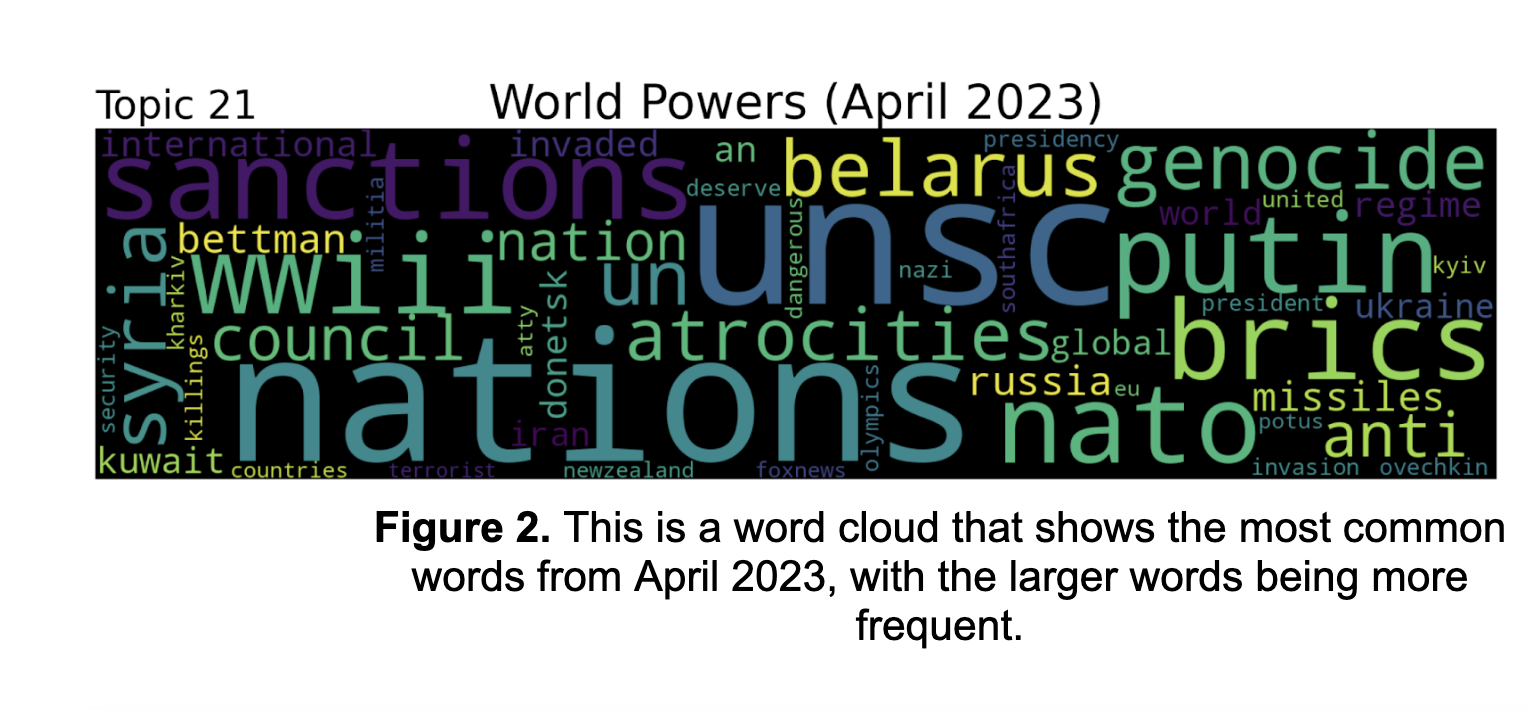 Topic 21
World Powers (April 2023)
international
invaded
an
presidency
genocide
sanctions
belarus
deserve
militia
southafrica
united
world
regime
unsc
syria
bettman
nation
dangerous
putin
wwiii
un
nazi
kyiv
kharkiv
donetsk
president
ukraine
council
atty
atrocities
global
brics
security
killings
nations
olympics
russia
eu
nato
missiles
potus
anti
iran
kuwait
countries
terrorist
newzealand
foxnews
invasion
ovechkin
Figure 2. This is a word cloud that shows the most common
words from April 2023, with the larger words being more
frequent.